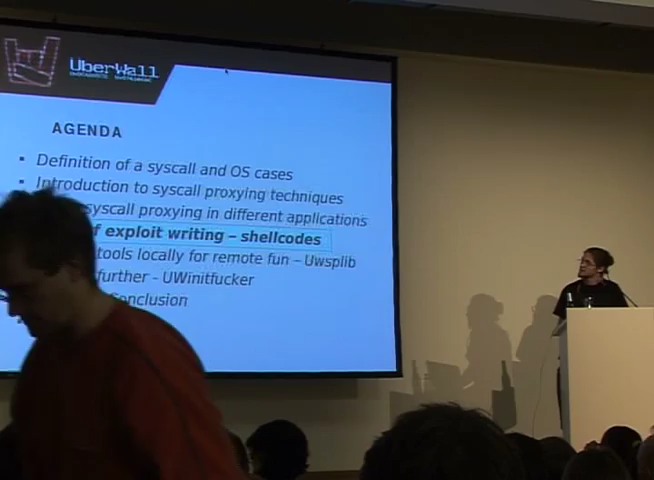 UberWall
AGENDA
▪ Definition of a syscall and OS cases
▪ Introduction to syscall proxying techniques
syscall proxying in different applications
f exploit writing – shellcodes
tools locally for remote fun - Uwsplib
further - UWinitfucker
Conclusion